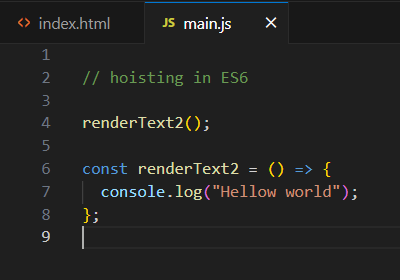 index.html
JS main.js
1
2 // hoisting in ES6
3
4 renderText2();
5
6 const renderText2 = () => {
7 console.log("Hellow world");
8 };
9